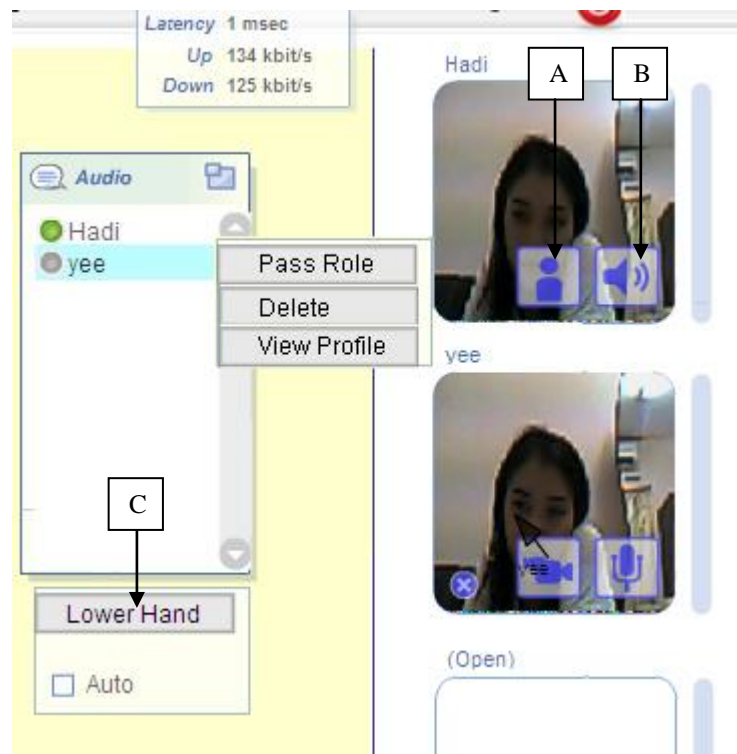 Latency 1 msec
Up 134 kbit/s
Down 125 kbit/s
Hadi
A
B
Audio
Hadi
yee
Pass Role
Delete
View Profile
yee
C
yee
Lower Hand
Auto
(Open)